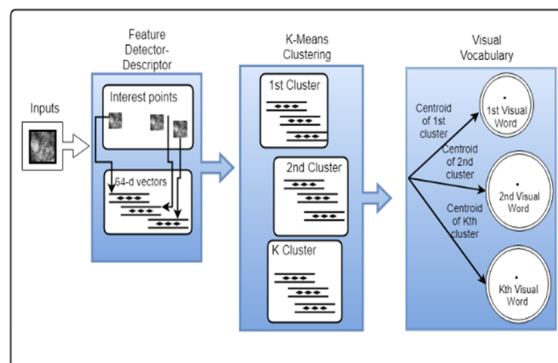 Feature
Detector-
Descriptor
K-Means
Clustering
Visual
Vocabulary
Inputs
Interest points
64-d vectors
1st Cluster
2nd Cluster
K Cluster
Centroid
of 1st
cluster
Centroid
of 2nd
cluster
Centroid
of Kth
cluster
1st Visual
Word
2nd Visual
Word
Kth Visual
Word